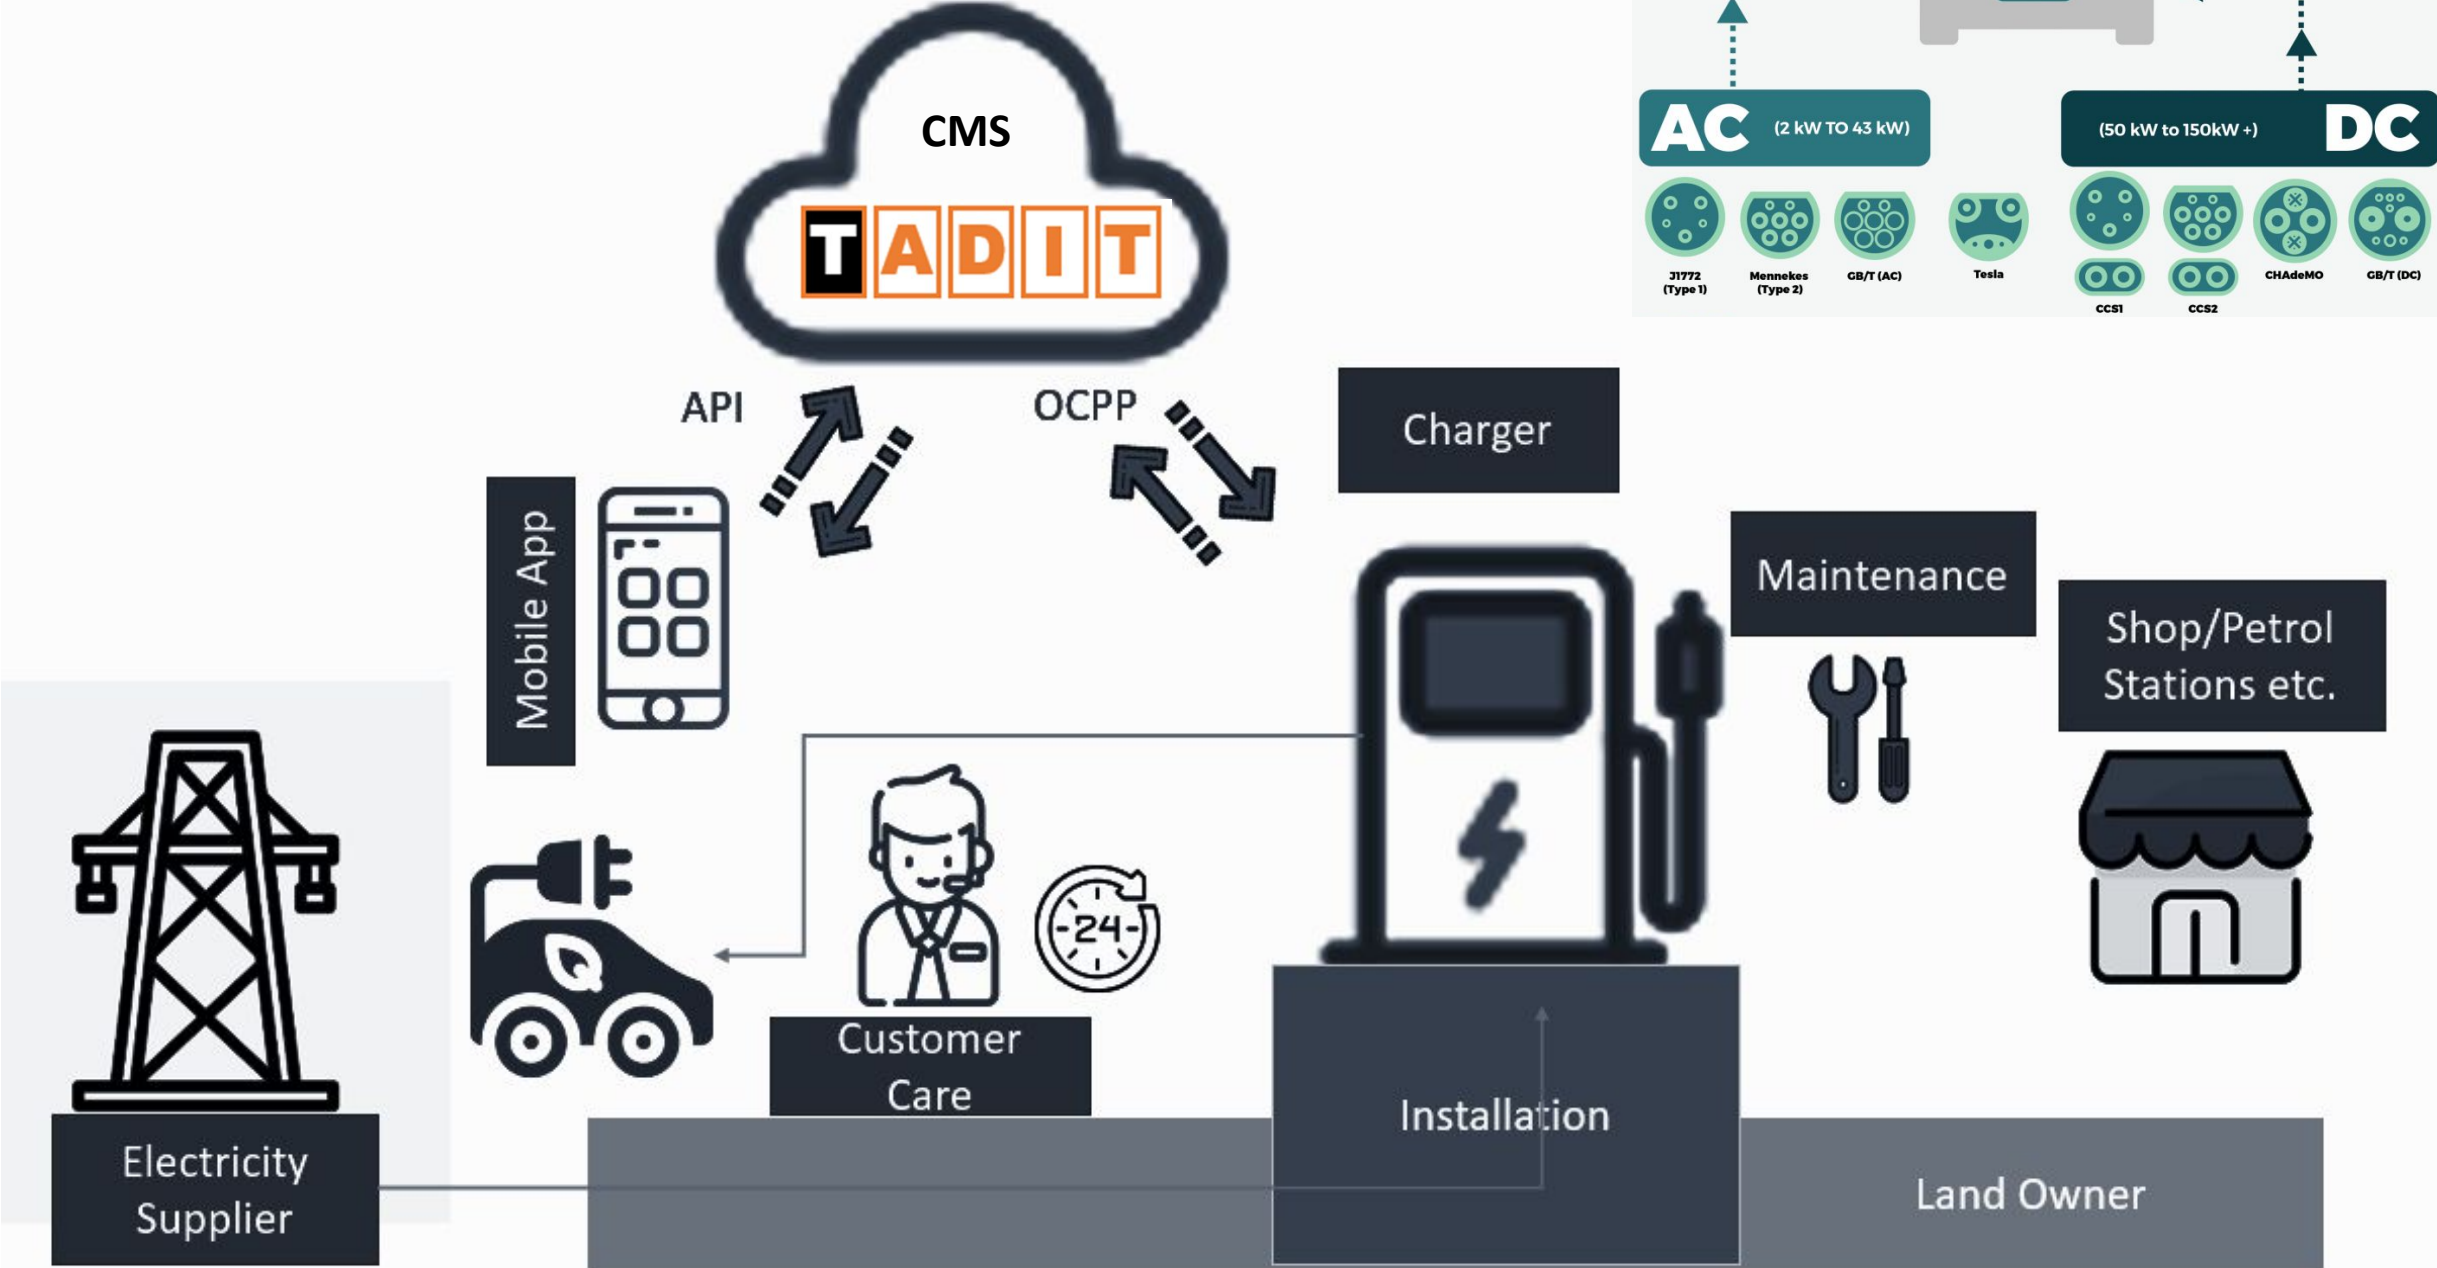 CMS
TADIT
AC (2 kW TO 43 kW)
(50 kW to 150kW +) DC
J1772
(Type 1)
Mennekes
(Type 2)
GB/T (AC)
Tesla
CCS1
CCS2
CHAdeMO
GB/T (DC)
API
OCPP
Charger
Mobile App
Maintenance
Shop/Petrol
Stations etc.
-24-
Customer
Care
Electricity
Supplier
Installation
Land Owner